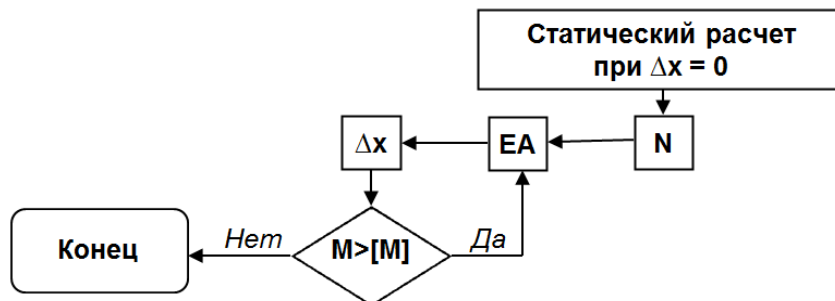 Статический расчет
при Δx = 0
Δx
EA
N
Конец
Нет
M>[M]
Да